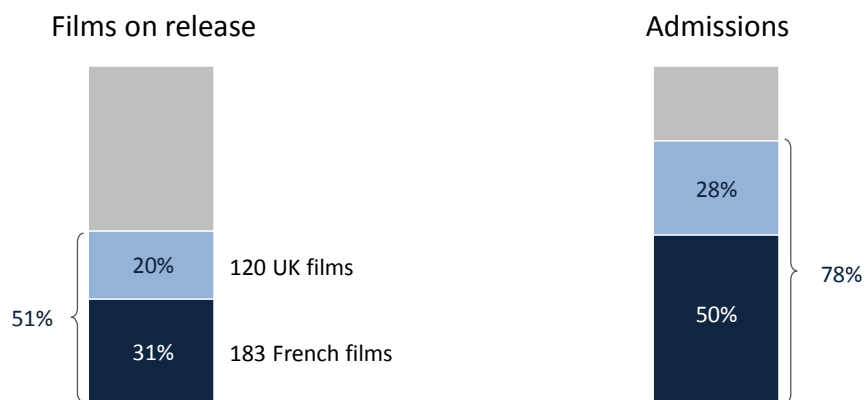 Films on release
Admissions
20%
120 UK films
51%
31%
183 French films
28%
78%
50%